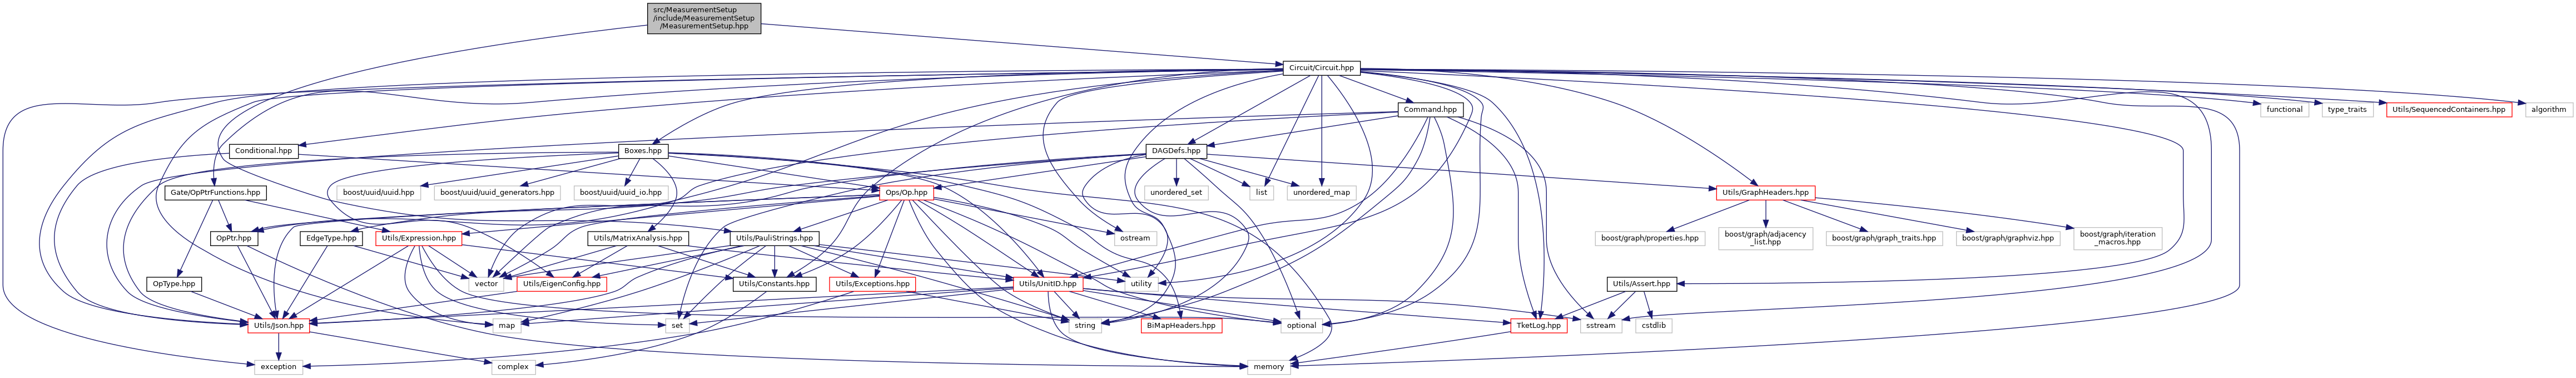 src/MeasurementSetup
/include/MeasurementSetup
/MeasurementSetup.hpp
Circuit/Circuit.hpp
Command.hpp
functional
type_traits
Utils/SequencedContainers.hpp
algorithm
Conditional.hpp
Boxes.hpp
DAGDefs.hpp
Gate/OpPtrFunctions.hpp
boost/uuid/uuid.hpp
boost/uuid/uuid_generators.hpp
boost/uuid/uuid_io.hpp
Ops/Op.hpp
unordered_set
list
unordered_map
Utils/GraphHeaders.hpp
OpPtr.hpp
EdgeType.hpp
Utils/Expression.hpp
Utils/MatrixAnalysis.hpp
Utils/PauliStrings.hpp
ostream
boost/graph/properties.hpp
boost/graph/adjacency
_list.hpp
boost/graph/graph_traits.hpp
boost/graph/graphviz.hpp
boost/graph/iteration
_macros.hpp
OpType.hpp
vector
Utils/EigenConfig.hpp
Utils/Constants.hpp
Utils/Exceptions.hpp
Utils/UnitID.hpp
utility
Utils/Assert.hpp
Utils/Json.hpp
map
set
string
BiMapHeaders.hpp
optional
TketLog.hpp
sstream
cstdlib
exception
complex
memory